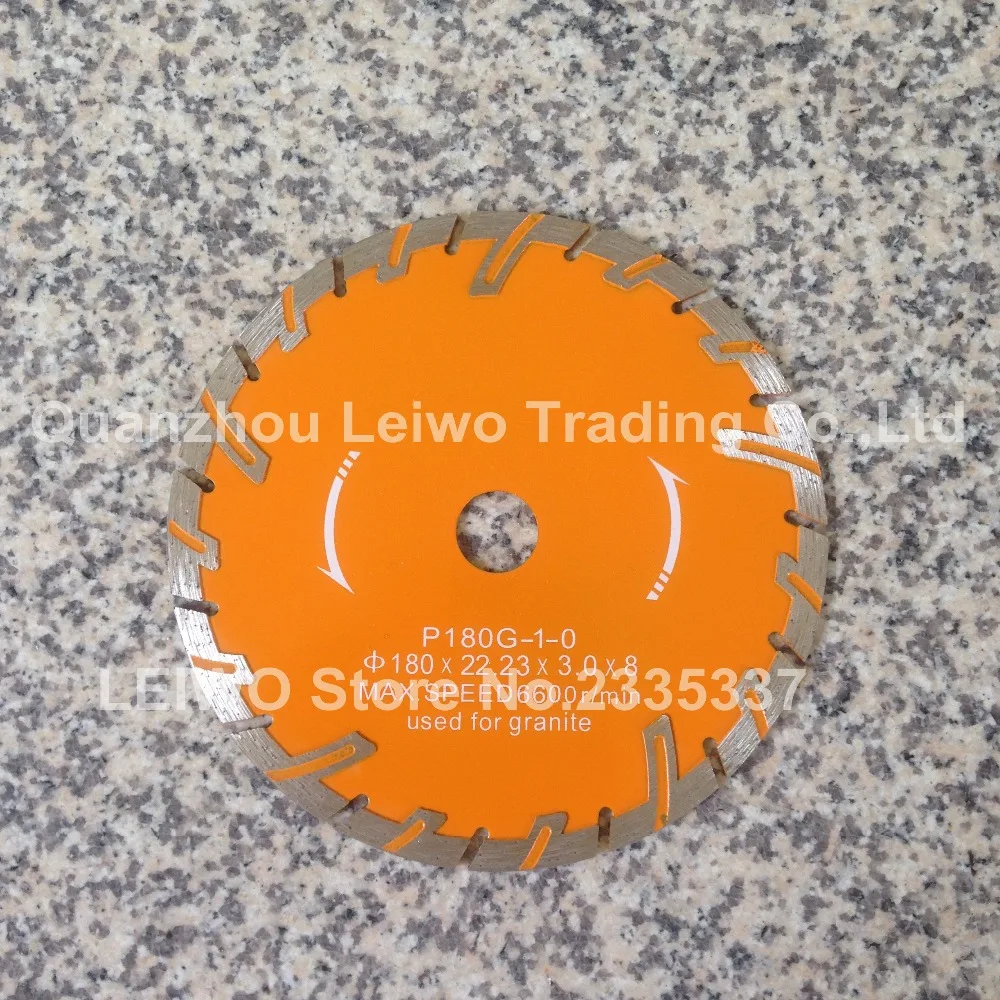 Quanzhou Leiwo Trading Co.,Ltd
P180G-1-0
Φ180 x 22.23 x 3.0 x 8
LEIWO Store No.2335337
MAX SPEED6600r/min
used for granite